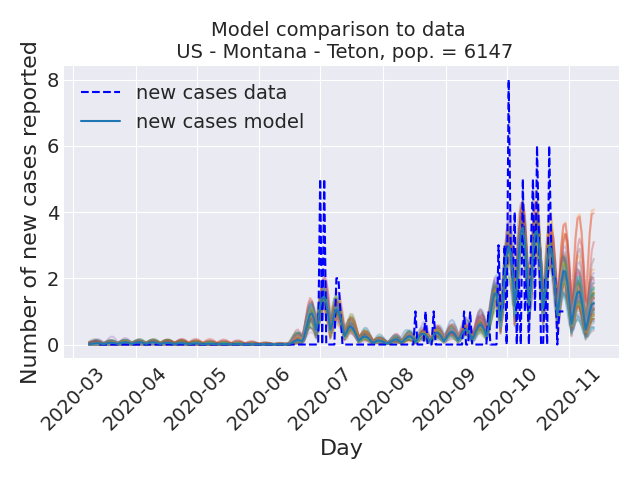 Model comparison to data
US - Montana - Teton, pop. = 6147
Number of new cases reported
8
6
4
2
0
new cases data
new cases model
2020-03
2020-04
2020-05
2020-06
2020-07
2020-08
2020-09
2020-10
2020-11
Day